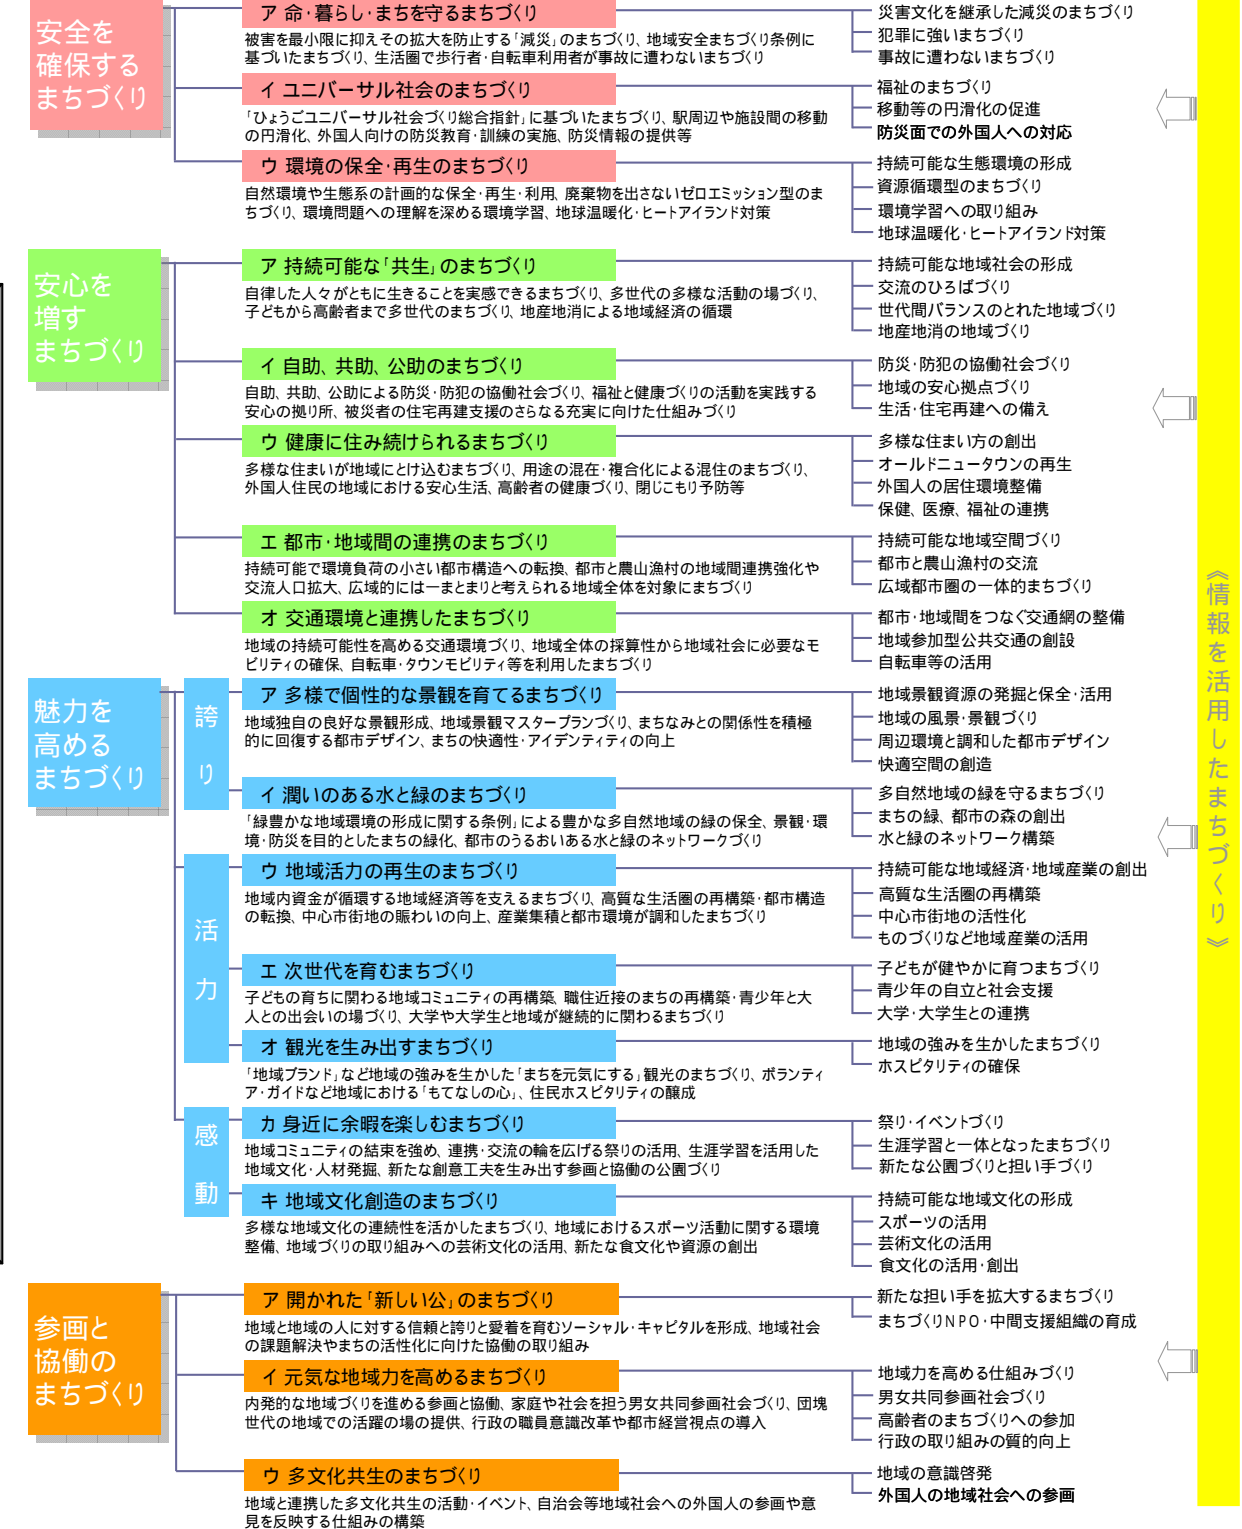 安全を
確保する
まちづくり
ア 命・暮らし・まちを守るまちづくり
被害を最小限に抑えその拡大を防止する「減災」のまちづくり、地域安全まちづくり条例に
基づいたまちづくり、生活圏で歩行者・自転車利用者が事故に遭わないまちづくり
災害文化を継承した減災のまちづくり
犯罪に強いまちづくり
事故に遭わないまちづくり
イ ユニバーサル社会のまちづくり
「ひょうごユニバーサル社会づくり総合指針」に基づいたまちづくり、駅周辺や施設間の移動
の円滑化、外国人向けの防災教育・訓練の実施、防災情報の提供等
福祉のまちづくり
移動等の円滑化の促進
防災面での外国人への対応
ウ 環境の保全・再生のまちづくり
自然環境や生態系の計画的な保全・再生・利用、廃棄物を出さないゼロエミッション型のま
ちづくり、環境問題への理解を深める環境学習、地球温暖化・ヒートアイランド対策
持続可能な生態環境の形成
資源循環型のまちづくり
環境学習への取り組み
地球温暖化・ヒートアイランド対策
安心を
増す
まちづくり
ア 持続可能な「共生」のまちづくり
自律した人々がともに生きることを実感できるまちづくり、多世代の多様な活動の場づくり、
子どもから高齢者まで多世代のまちづくり、地産地消による地域経済の循環
持続可能な地域社会の形成
交流のひろばづくり
世代間バランスのとれた地域づくり
地産地消の地域づくり
イ 自助、共助、公助のまちづくり
自助、共助、公助による防災・防犯の協働社会づくり、福祉と健康づくりの活動を実践する
安心の拠り所、被災者の住宅再建支援のさらなる充実に向けた仕組みづくり
防災・防犯の協働社会づくり
地域の安心拠点づくり
生活・住宅再建への備え
ウ 健康に住み続けられるまちづくり
多様な住まいが地域にとけ込むまちづくり、用途の混在・複合化による混住のまちづくり、
外国人住民の地域における安心生活、高齢者の健康づくり、閉じこもり予防等
多様な住まい方の創出
オールドニュータウンの再生
外国人の居住環境整備
保健、医療、福祉の連携
エ 都市・地域間の連携のまちづくり
持続可能で環境負荷の小さい都市構造への転換、都市と農山漁村の地域間連携強化や
交流人口拡大、広域的には一まとまりと考えられる地域全体を対象にまちづくり
持続可能な地域空間づくり
都市と農山漁村の交流
広域都市圏の一体的まちづくり
オ 交通環境と連携したまちづくり
地域の持続可能性を高める交通環境づくり、地域全体の採算性から地域社会に必要なモ
ビリティの確保、自転車・タウンモビリティ等を利用したまちづくり
都市・地域間をつなぐ交通網の整備
地域参加型公共交通の創設
自転車等の活用
魅力を
高める
まちづくり
誇り
ア 多様で個性的な景観を育てるまちづくり
地域独自の良好な景観形成、地域景観マスタープランづくり、まちなみとの関係性を積極
的に回復する都市デザイン、まちの快適性・アイデンティティの向上
地域景観資源の発掘と保全・活用
地域の風景・景観づくり
周辺環境と調和した都市デザイン
快適空間の創造
イ 潤いのある水と緑のまちづくり
「緑豊かな地域環境の形成に関する条例」による豊かな多自然地域の緑の保全、景観・環
境・防災を目的としたまちの緑化、都市のうるおいある水と緑のネットワークづくり
多自然地域の緑を守るまちづくり
まちの緑、都市の森の創出
水と緑のネットワーク構築
活力
ウ 地域活力の再生のまちづくり
地域内資金が循環する地域経済等を支えるまちづくり、高質な生活圏の再構築・都市構造
の転換、中心市街地の賑わいの向上、産業集積と都市環境が調和したまちづくり
持続可能な地域経済・地域産業の創出
高質な生活圏の再構築
中心市街地の活性化
ものづくりなど地域産業の活用
エ 次世代を育むまちづくり
子どもの育ちに関わる地域コミュニティの再構築、職住近接のまちの再構築・青少年と大
人との出会いの場づくり、大学や大学生と地域が継続的に関わるまちづくり
子どもが健やかに育つまちづくり
青少年の自立と社会支援
大学・大学生との連携
オ 観光を生み出すまちづくり
「地域ブランド」など地域の強みを生かした「まちを元気にする」観光のまちづくり、ボランティ
ア・ガイドなど地域における「もてなしの心」、住民ホスピタリティの醸成
地域の強みを生かしたまちづくり
ホスピタリティの確保
感動
カ 身近に余暇を楽しむまちづくり
地域コミュニティの結束を強め、連携・交流の輪を広げる祭りの活用、生涯学習を活用した
地域文化・人材発掘、新たな創意工夫を生み出す参画と協働の公園づくり
祭り・イベントづくり
生涯学習と一体となったまちづくり
新たな公園づくりと担い手づくり
キ 地域文化創造のまちづくり
多様な地域文化の連続性を活かしたまちづくり、地域におけるスポーツ活動に関する環境
整備、地域づくりの取り組みへの芸術文化の活用、新たな食文化や資源の創出
持続可能な地域文化の形成
スポーツの活用
芸術文化の活用
食文化の活用・創出
参画と
協働の
まちづくり
ア 開かれた「新しい公」のまちづくり
地域と地域の人に対する信頼と誇りと愛着を育むソーシャル・キャピタルを形成、地域社会
の課題解決やまちの活性化に向けた協働の取り組み
新たな担い手を拡大するまちづくり
まちづくりNPO・中間支援組織の育成
イ 元気な地域力を高めるまちづくり
内発的な地域づくりを進める参画と協働、家庭や社会を担う男女共同参画社会づくり、団塊
世代の地域での活躍の場の提供、行政の職員意識改革や都市経営視点の導入
地域力を高める仕組みづくり
男女共同参画社会づくり
高齢者のまちづくりへの参加
行政の取り組みの質的向上
ウ 多文化共生のまちづくり
地域と連携した多文化共生の活動・イベント、自治会等地域社会への外国人の参画や意
見を反映する仕組みの構築
地域の意識啓発
外国人の地域社会への参画
《情報を活用したまちづくり》